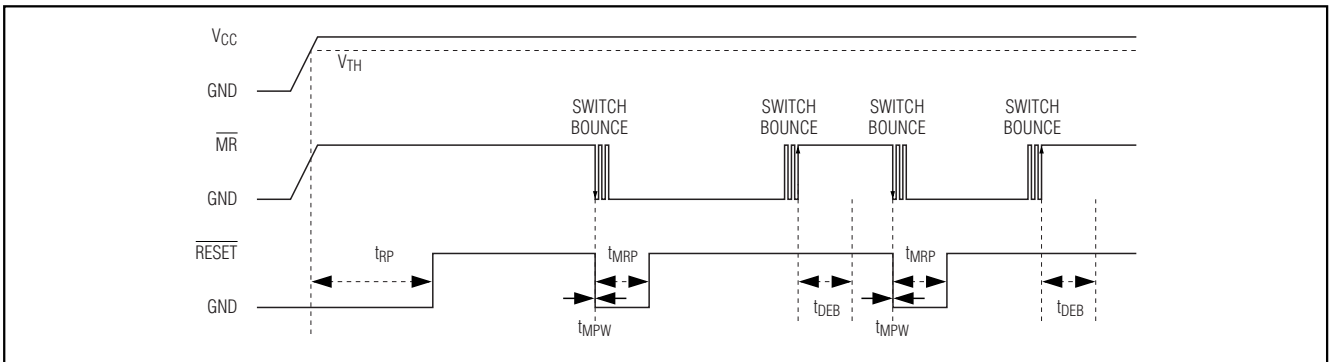 VCC
VTH
GND
SWITCH
BOUNCE
SWITCH
BOUNCE
SWITCH
BOUNCE
SWITCH
BOUNCE
MR
GND
RESET
tRP
tMRP
tMRP
GND
tDEB
tDEB
tMPW
tMPW